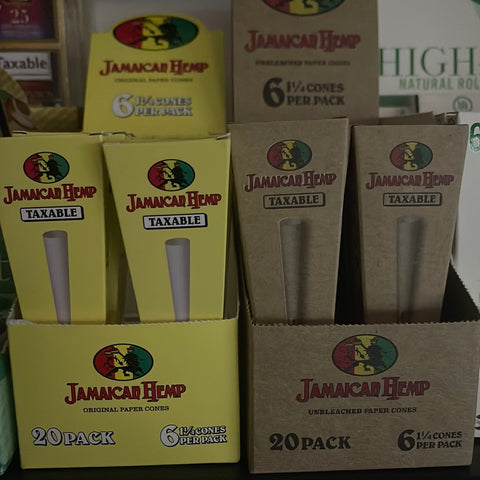 25
Taxable
JAMAICAN HEMP
ORIGINAL PAPER CONES
6 1¼ CONES
PER PACK
JAMAICAN HEMP
UNBLEACHED PAPER CONES
6 1¼ CONES
PER PACK
HIGH
NATURAL ROL
JAMAICAN HEMP
TAXABLE
JAMAICAN HEMP
TAXABLE
JAMAICAN HEMP
TAXABLE
JAMAICAN HEMP
TAXABLE
JAMAICAN HEMP
ORIGINAL PAPER CONES
20 PACK
6 1¼ CONES
PER PACK
JAMAICAN HEMP
UNBLEACHED PAPER CONES
20 PACK
6 1¼ CONES
PER PACK